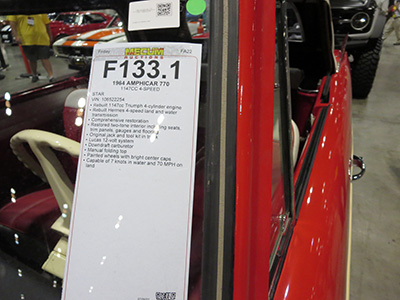 Friday
MECUM
AUCTIONS
FA22
F133.1
1964 AMPHICAR 770
1147CC 4-SPEED
STAR
VIN: 106522254
• Rebuilt 1147cc Triumph 4-cylinder engine
• Rebuilt Hermes 4-speed land and water
transmission
• Comprehensive restoration
• Restored two-tone interior including seats,
trim panels, gauges and flooring
• Original jack and tool kit in trunk
• Lucas 12-volt system
• Downdraft carburetor
• Manual folding top
• Painted wheels with bright center caps
• Capable of 7 knots in water and 70 MPH on
land